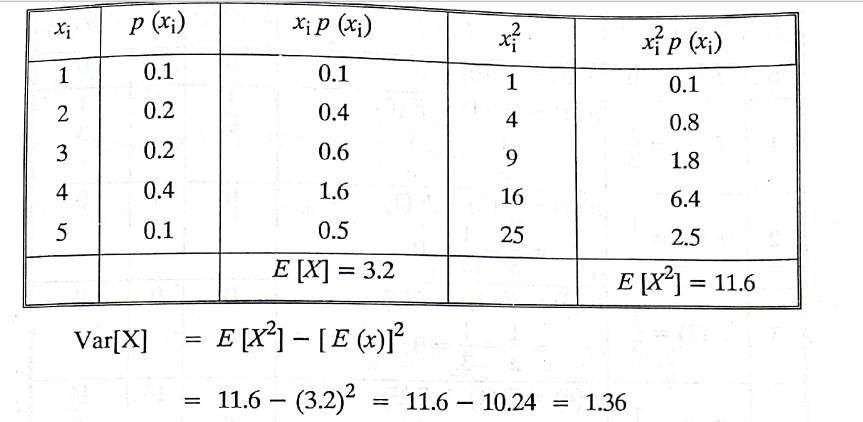 xᵢ p (xᵢ) xᵢ p (xᵢ) xᵢ² xᵢ² p (xᵢ)
1 0.1 0.1 1 0.1
2 0.2 0.4 4 0.8
3 0.2 0.6 9 1.8
4 0.4 1.6 16 6.4
5 0.1 0.5 25 2.5
E [X] = 3.2 E [X²] = 11.6
Var[X] = E [X²] – [ E (x)]²
= 11.6 – (3.2)² = 11.6 – 10.24 = 1.36